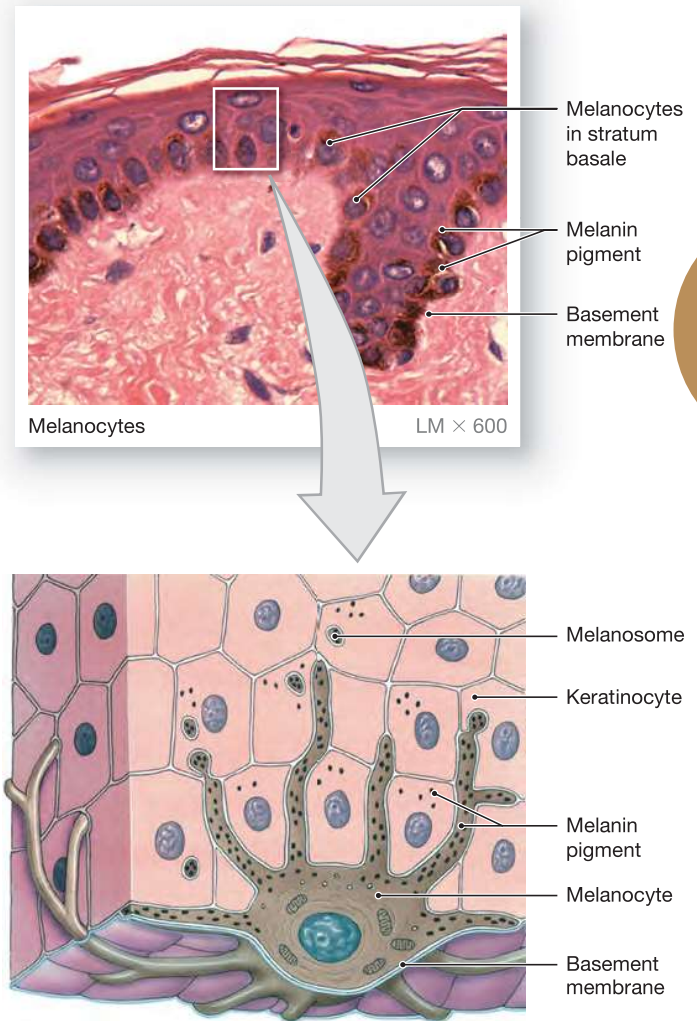 Melanocytes
in stratum
basale
Melanin
pigment
Basement
membrane
Melanocytes LM × 600
Melanosome
Keratinocyte
Melanin
pigment
Melanocyte
Basement
membrane